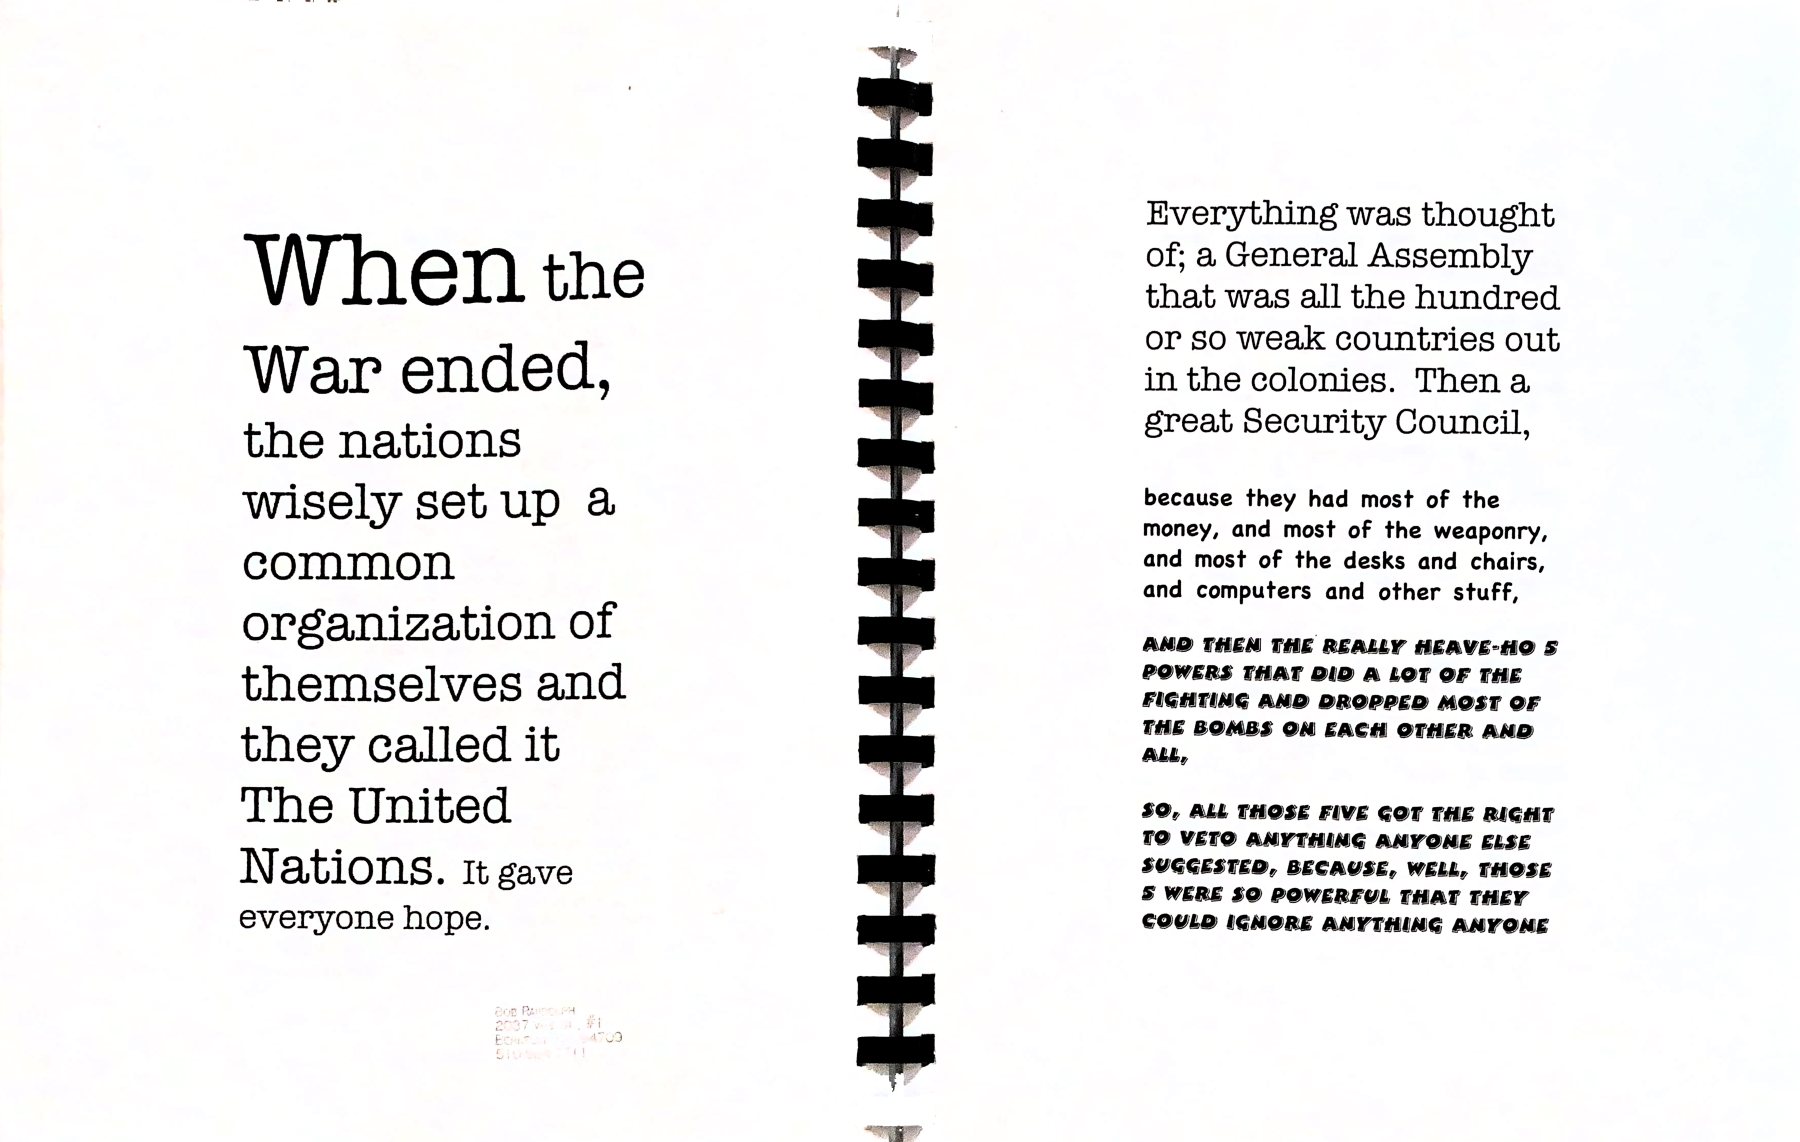 When the
War ended,
the nations
wisely set up a
common
organization of
themselves and
they called it
The United
Nations. It gave
everyone hope.
2037 #1
Everything was thought
of; a General Assembly
that was all the hundred
or so weak countries out
in the colonies. Then a
great Security Council,
because they had most of the
money, and most of the weaponry,
and most of the desks and chairs,
and computers and other stuff,
AND THEN THE REALLY HEAVE-HO 5
POWERS THAT DID A LOT OF THE
FIGHTING AND DROPPED MOST OF
THE BOMBS ON EACH OTHER AND
ALL,
SO, ALL THOSE FIVE GOT THE RIGHT
TO VETO ANYTHING ANYONE ELSE
SUGGESTED, BECAUSE, WELL, THOSE
5 WERE SO POWERFUL THAT THEY
COULD IGNORE ANYTHING ANYONE